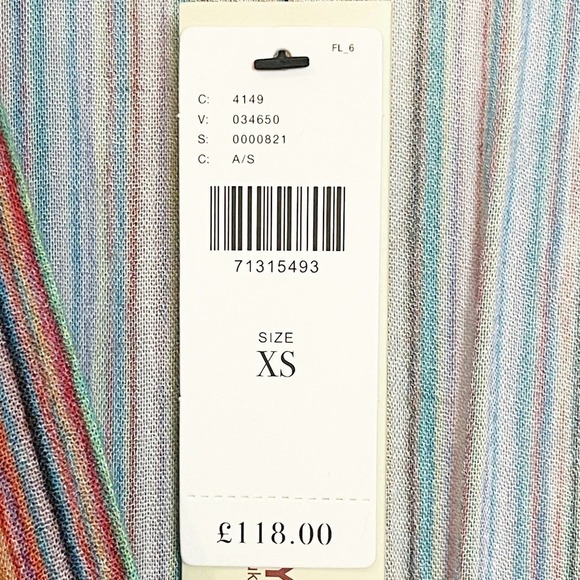 FL_6
C: 4149
V: 034650
S: 0000821
C: A/S
71315493
SIZE
XS
£118.00
Y